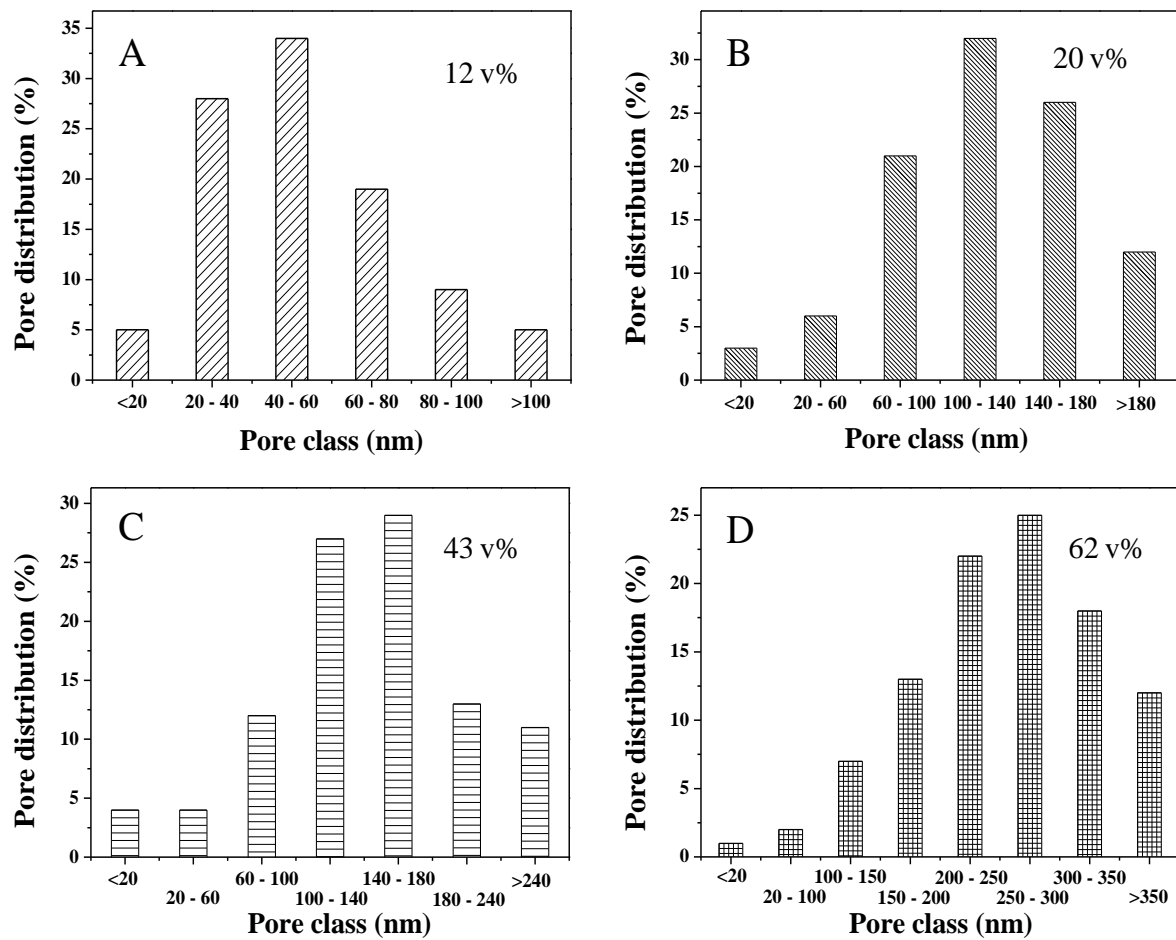 A
12 v%
Pore distribution (%)
35
30
25
20
15
10
5
0
<20 20 - 40 40 - 60 60 - 80 80 - 100 >100
Pore class (nm)
B
20 v%
Pore distribution (%)
30
25
20
15
10
5
0
<20 20 - 60 60 - 100 100 - 140 140 - 180 >180
Pore class (nm)
C
43 v%
Pore distribution (%)
30
25
20
15
10
5
0
<20 60 - 100 140 - 180 >240
20 - 60 100 - 140 180 - 240
Pore class (nm)
D
62 v%
Pore distribution (%)
25
20
15
10
5
0
<20 100 - 150 200 - 250 300 - 350
20 - 100 150 - 200 250 - 300 >350
Pore class (nm)